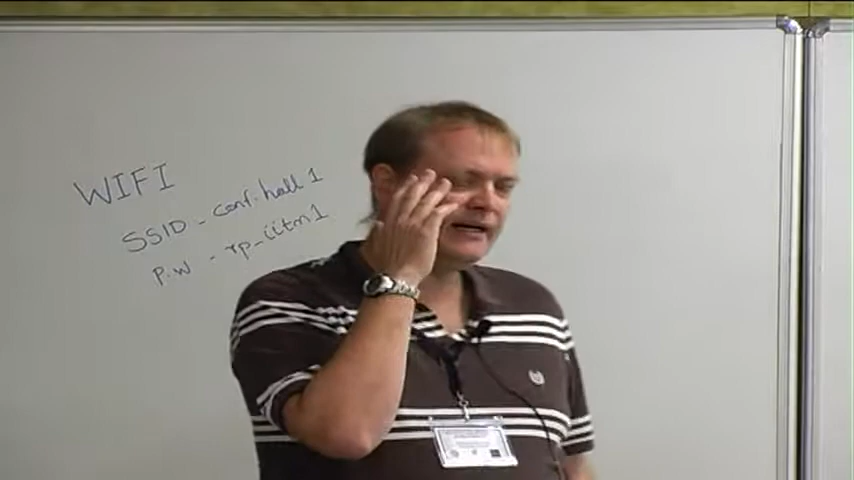 WIFI
SSID - conf.hall 1
P.W - rp_iitm1